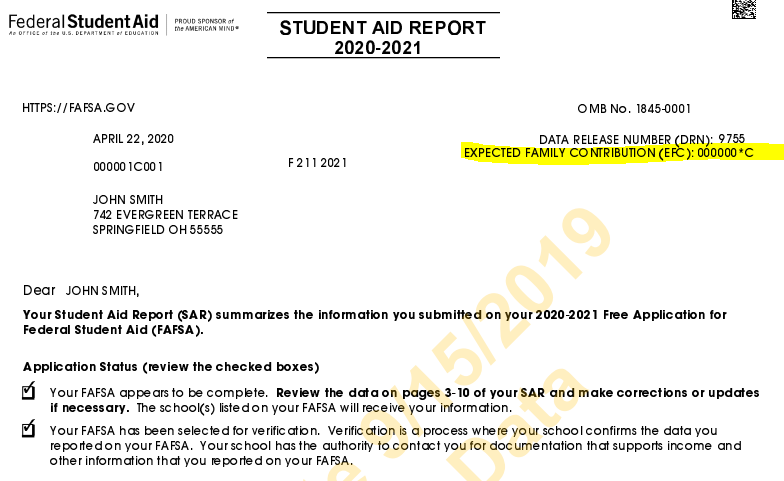 Federal Student Aid
An OFFICE of the U.S. DEPARTMENT of EDUCATION
PROUD SPONSOR of
the AMERICAN MIND®
STUDENT AID REPORT
2020-2021
HTTPS://FAFSA.GOV
OMB No. 1845-0001
APRIL 22, 2020
DATA RELEASE NUMBER (DRN): 9755
EXPECTED FAMILY CONTRIBUTION (EFC): 000000*C
000001C001
F 211 2021
JOHN SMITH
742 EVERGREEN TERRACE
SPRINGFIELD OH 55555
Dear JOHN SMITH,
Your Student Aid Report (SAR) summarizes the information you submitted on your 2020-2021 Free Application for
Federal Student Aid (FAFSA).
Application Status (review the checked boxes)
Your FAFSA appears to be complete. Review the data on pages 3-10 of your SAR and make corrections or updates
if necessary. The school(s) listed on your FAFSA will receive your information.
Your FAFSA has been selected for verification. Verification is a process where your school confirms the data you
reported on your FAFSA. Your school has the authority to contact you for documentation that supports income and
other information that you reported on your FAFSA.
9/15/2019
Data